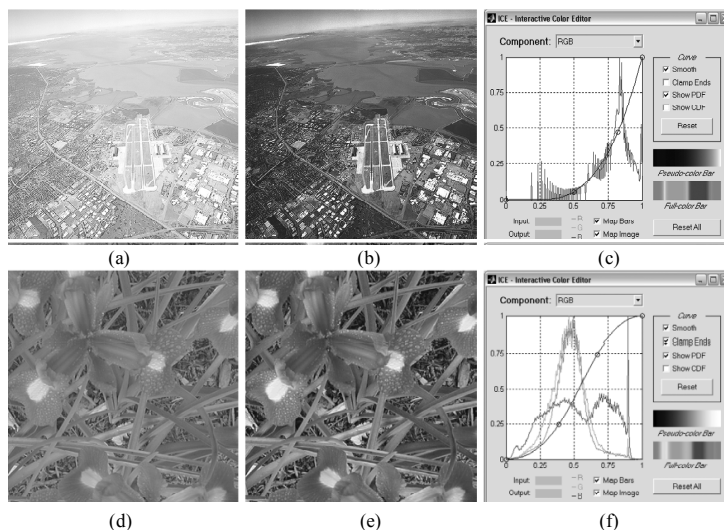 ICE - Interactive Color Editor
Component: RGB
Curve
Smooth
Clamp Ends
Show PDF
Show CDF
Reset
Pseudo-color Bar
Full-color Bar
Reset All
1
0.75
0.5
0.25
0
0 0.25 0.5 0.75 1
Input: R Map Bars
G
Output: B Map Image
(a) (b) (c)
ICE - Interactive Color Editor
Component: RGB
Curve
Smooth
Clamp Ends
Show PDF
Show CDF
Reset
Pseudo-color Bar
Full-color Bar
Reset All
1
0.75
0.5
0.25
0
0 0.25 0.5 0.75 1
Input: R Map Bars
G
Output: B Map Image
(d) (e) (f)